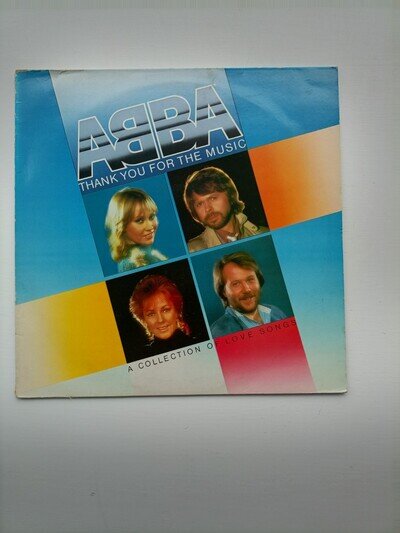 ABBA
THANK YOU FOR THE MUSIC
A COLLECTION OF LOVE SONGS